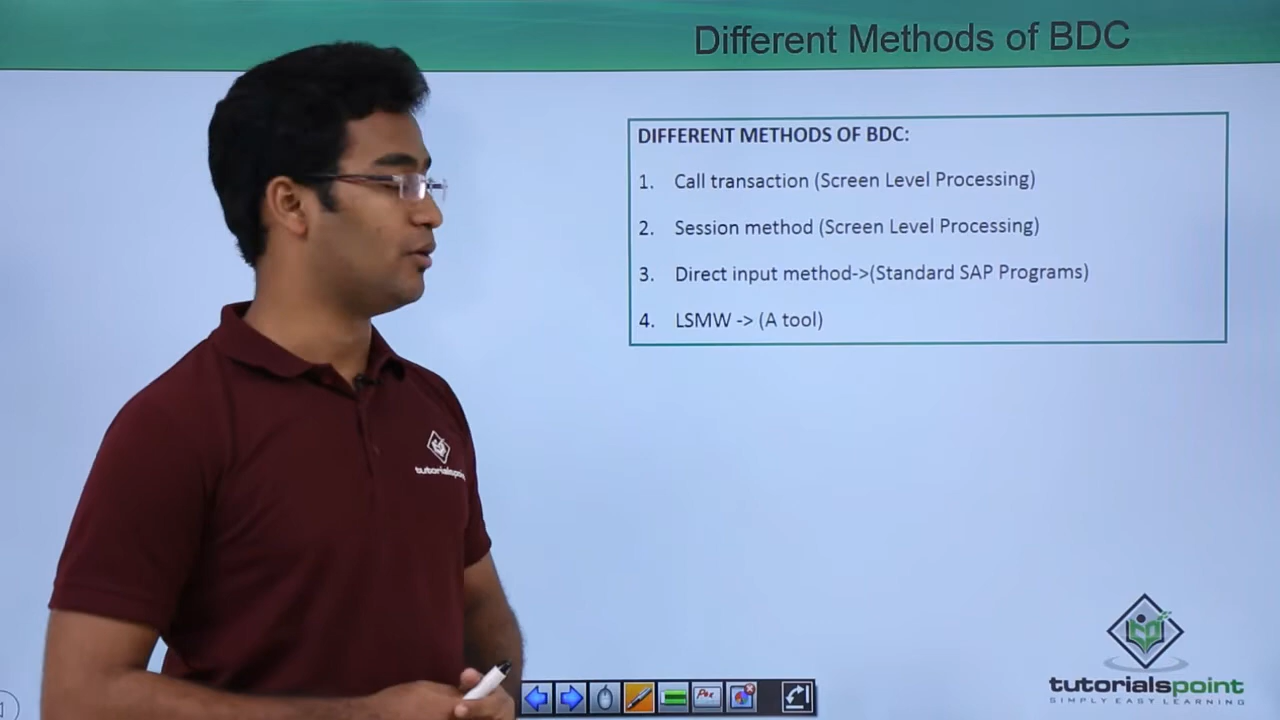 Different Methods of BDC
DIFFERENT METHODS OF BDC:
1. Call transaction (Screen Level Processing)
2. Session method (Screen Level Processing)
3. Direct input method->(Standard SAP Programs)
4. LSMW -> (A tool)
tutorialspoint
tutorialspoint
SIMPLY EASY LEARNING